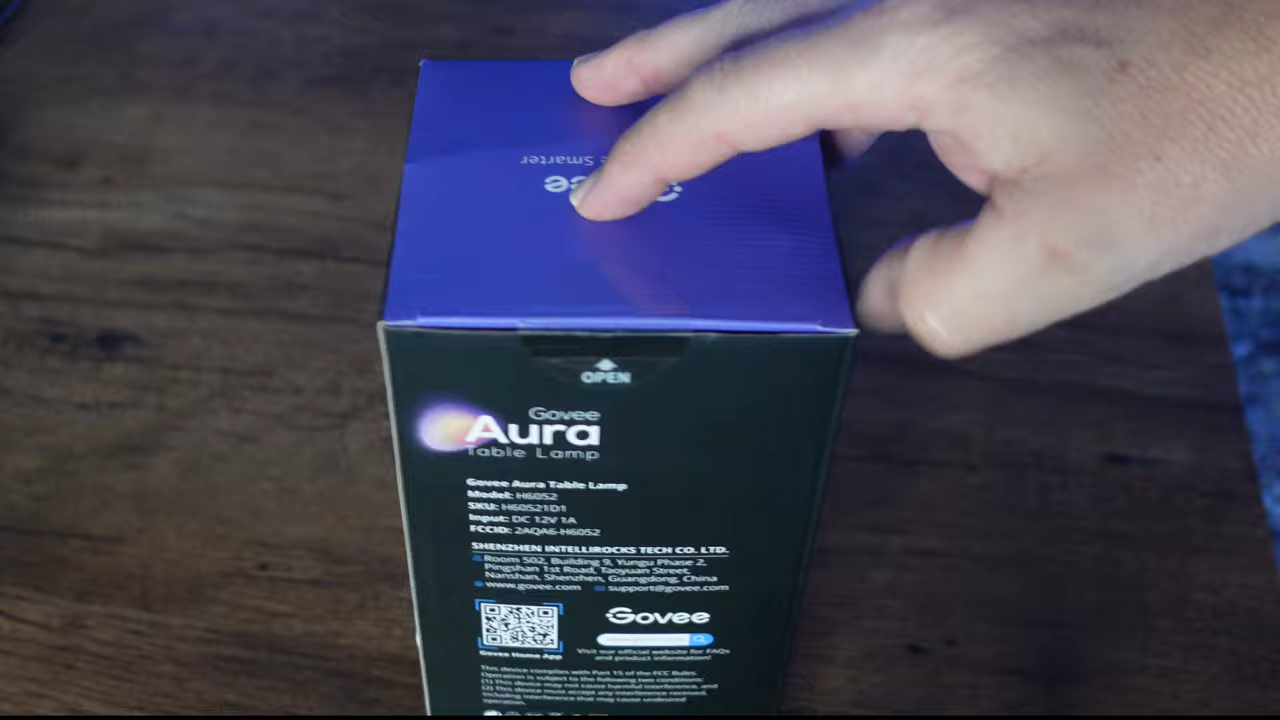 Smarter
OPEN
Govee
Aura
Table Lamp
Govee Aura Table Lamp
Model: H6052
SKU: H60521D1
Input: DC 12V 1A
FCCID: 2AQA6-H6052
SHENZHEN INTELLIROCKS TECH CO. LTD.
Room 502, Building 9, Yungu Phase 2,
Pingshan 1st Road, Taoyuan Street,
Nanshan, Shenzhen, Guangdong, China
www.govee.com support@govee.com
Govee
Govee Home App
Visit our official website for FAQs
and product information!
This device complies with Part 15 of the FCC Rules.
Operation is subject to the following two conditions:
(1) This device may not cause harmful interference, and
(2) This device must accept any interference received,
including interference that may cause undesired
operation.